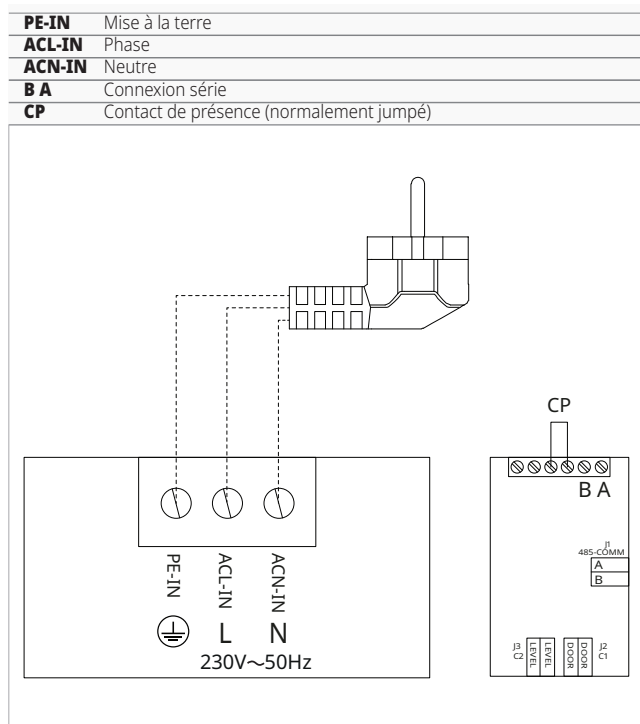 PE-IN Mise à la terre
ACL-IN Phase
ACN-IN Neutre
B A Connexion série
CP Contact de présence (normalement jumpé)
CP
B A
J1
485-COMM
A
B
PE-IN
ACL-IN
ACN-IN
L
N
230V~50Hz
J3
C2
LEVEL
LEVEL
DOOR
DOOR
J2
C1